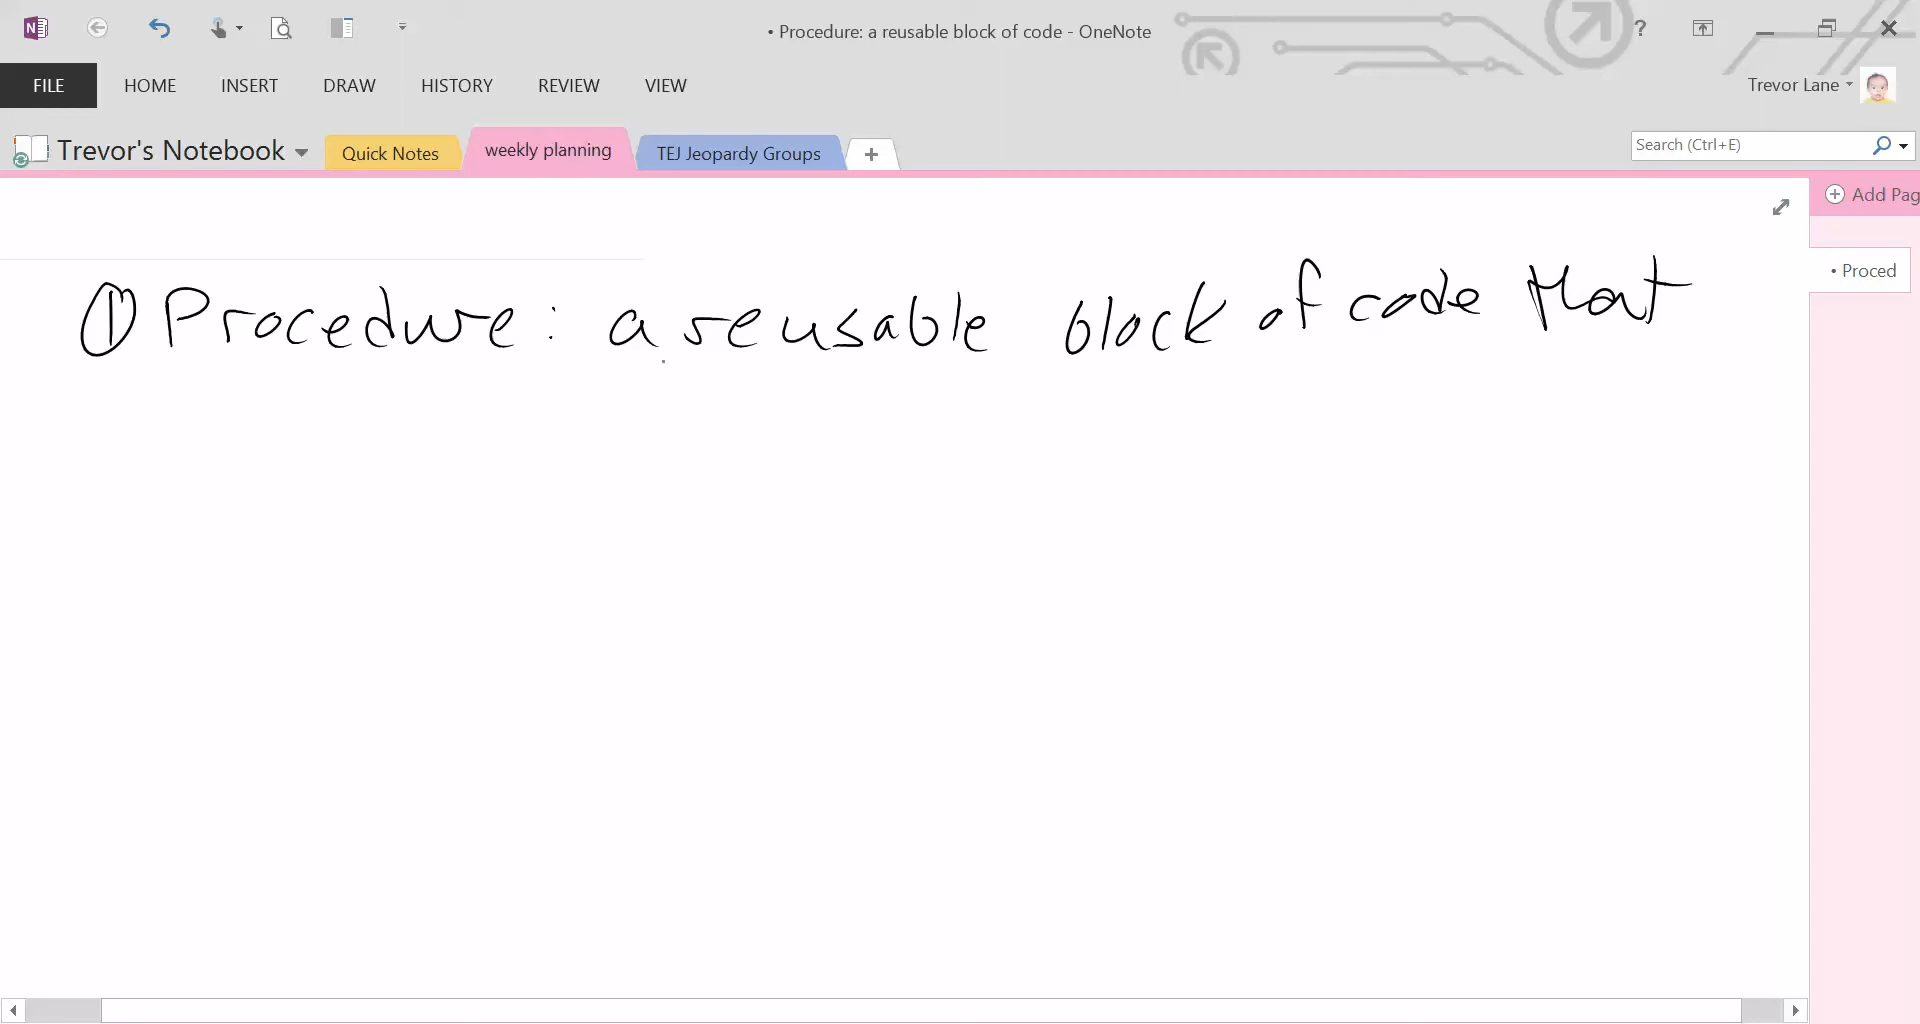 • Procedure: a reusable block of code - OneNote
?
FILE HOME INSERT DRAW HISTORY REVIEW VIEW
Trevor Lane
Trevor's Notebook
Quick Notes
weekly planning
TEJ Jeopardy Groups
+
Search (Ctrl+E)
Add Pag
• Proced
① Procedure: a reusable block of code that